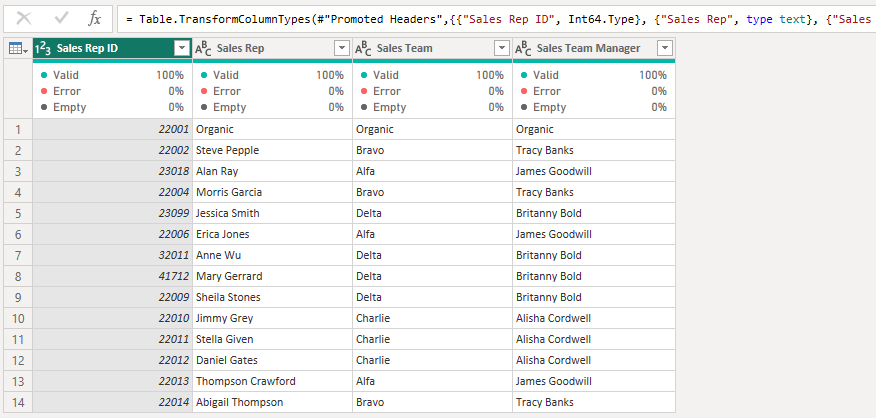 fx = Table.TransformColumnTypes(#"Promoted Headers",{{"Sales Rep ID", Int64.Type}, {"Sales Rep", type text}, {"Sales
123 Sales Rep ID ABC Sales Rep ABC Sales Team ABC Sales Team Manager
Valid 100% Valid 100% Valid 100% Valid 100%
Error 0% Error 0% Error 0% Error 0%
Empty 0% Empty 0% Empty 0% Empty 0%
1 22001 Organic Organic Organic
2 22002 Steve Pepple Bravo Tracy Banks
3 23018 Alan Ray Alfa James Goodwill
4 22004 Morris Garcia Bravo Tracy Banks
5 23099 Jessica Smith Delta Britanny Bold
6 22006 Erica Jones Alfa James Goodwill
7 32011 Anne Wu Delta Britanny Bold
8 41712 Mary Gerrard Delta Britanny Bold
9 22009 Sheila Stones Delta Britanny Bold
10 22010 Jimmy Grey Charlie Alisha Cordwell
11 22011 Stella Given Charlie Alisha Cordwell
12 22012 Daniel Gates Charlie Alisha Cordwell
13 22013 Thompson Crawford Alfa James Goodwill
14 22014 Abigail Thompson Bravo Tracy Banks